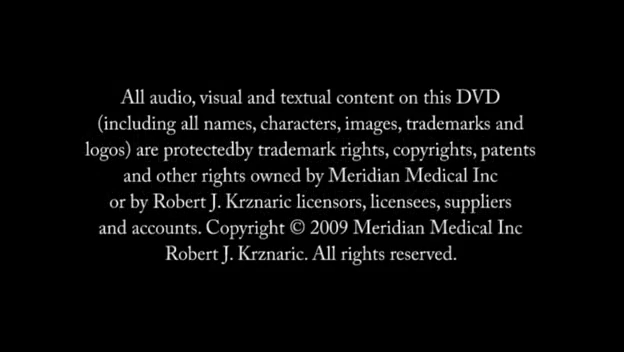 All audio, visual and textual content on this DVD
(including all names, characters, images, trademarks and
logos) are protectedby trademark rights, copyrights, patents
and other rights owned by Meridian Medical Inc
or by Robert J. Krznaric licensors, licensees, suppliers
and accounts. Copyright © 2009 Meridian Medical Inc
Robert J. Krznaric. All rights reserved.